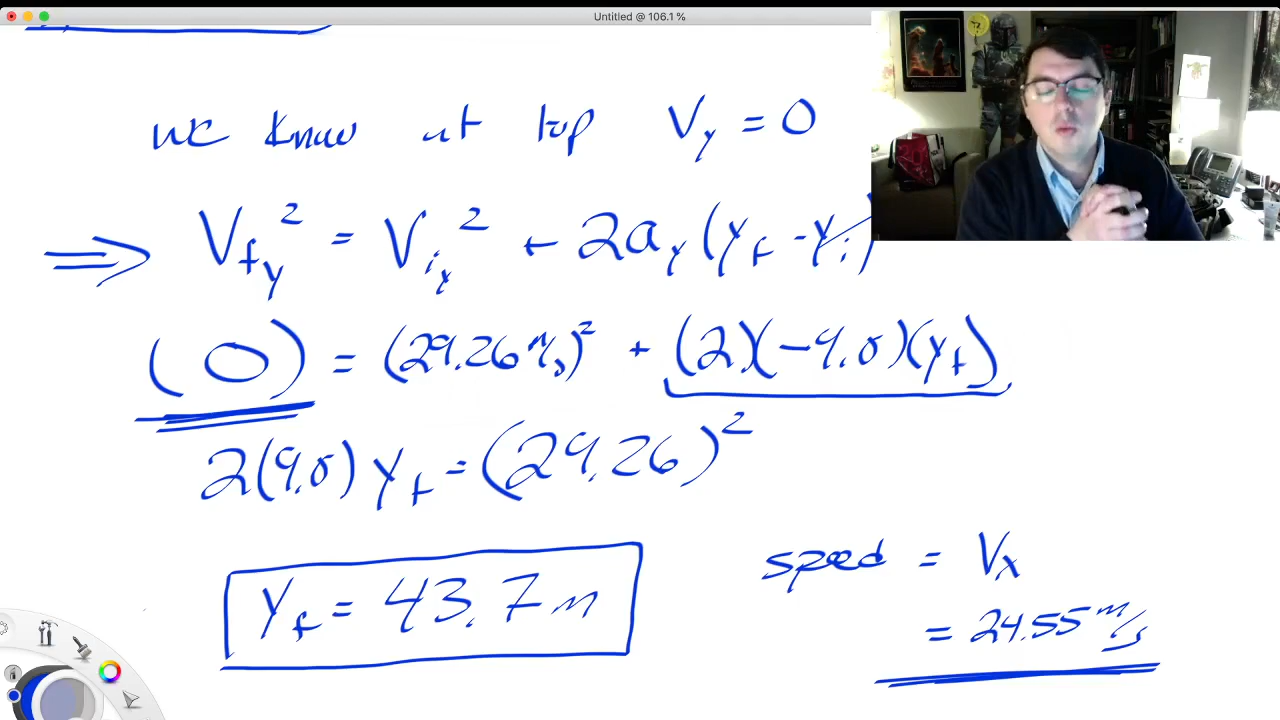 Untitled @ 106.1 %
we know at top Vy = 0
⇒ Vfy² = Viy² + 2ay(yf - yi)
(0) = (29.26 m/s)² + (2)(-9.8)(yf)
2(9.8) yf = (29.26)²
speed = Vx
yf = 43.7 m
= 24.55 m/s